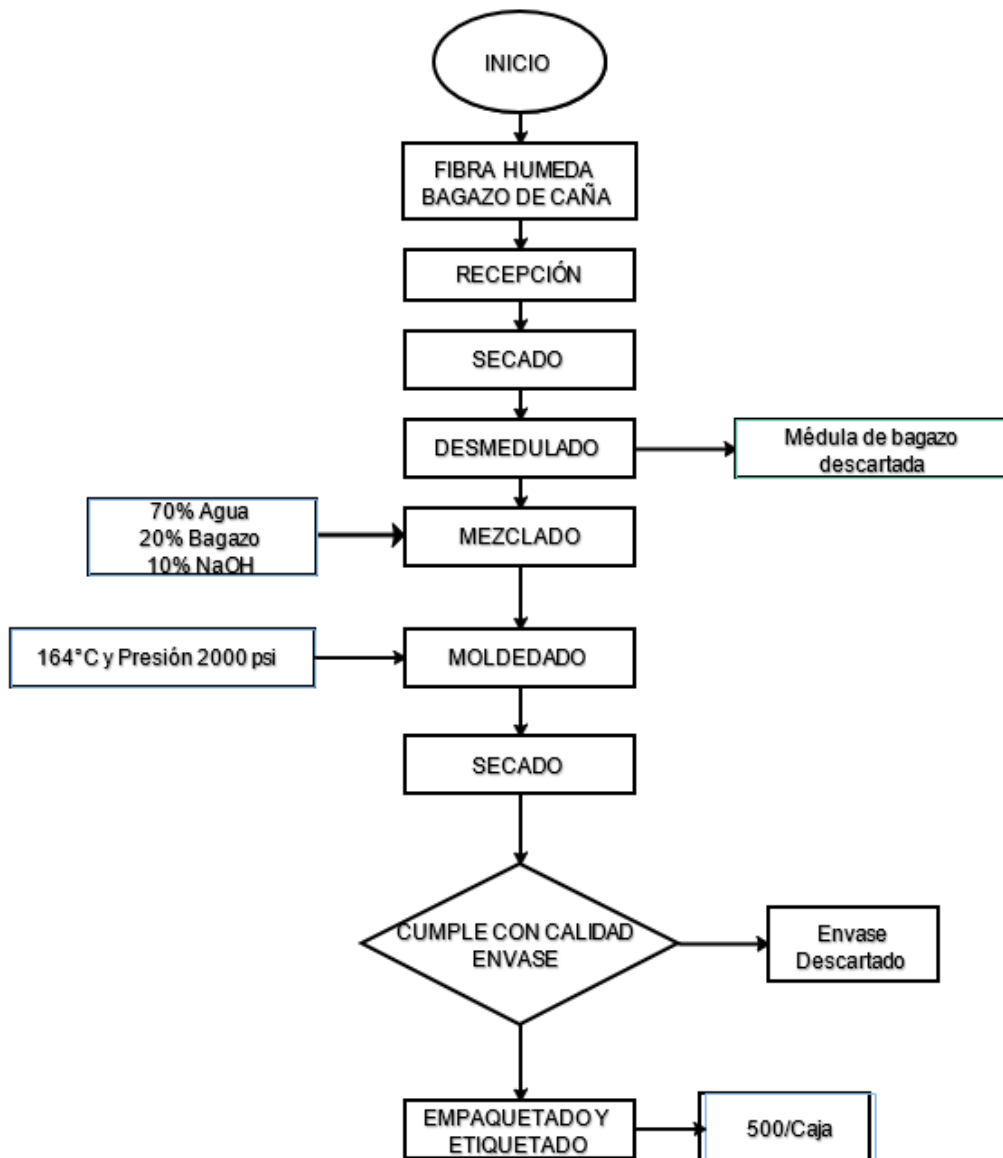 INICIO
FIBRA HUMEDA
BAGAZO DE CAÑA
RECEPCIÓN
SECADO
DESMEDULADO
Médula de bagazo
descartada
70% Agua
20% Bagazo
10% NaOH
MEZCLADO
164°C y Presión 2000 psi
MOLDEDADO
SECADO
CUMPLE CON CALIDAD
ENVASE
Envase
Descartado
EMPAQUETADO Y
ETIQUETADO
500/Caja